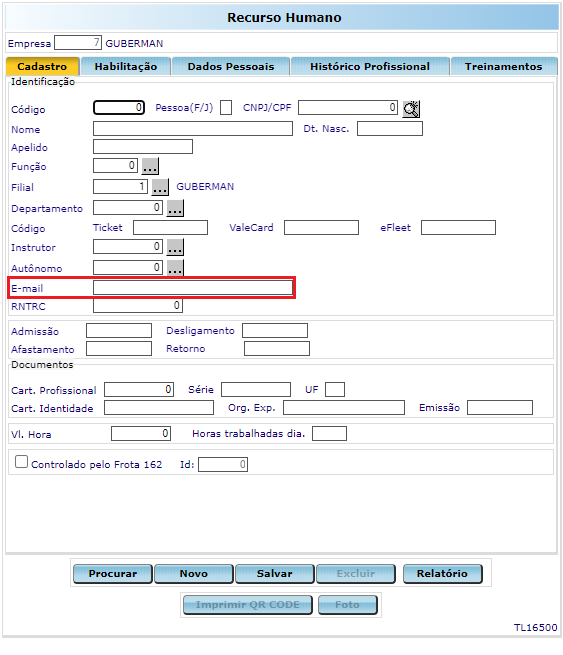 Recurso Humano
Empresa 7 GUBERMAN
Cadastro Habilitação Dados Pessoais Histórico Profissional Treinamentos
Identificação
Código 0 Pessoa(F/J) CNPJ/CPF 0
Nome Dt. Nasc.
Apelido
Função 0 ...
Filial 1 ... GUBERMAN
Departamento 0 ...
Código Ticket ValeCard eFleet
Instrutor 0 ...
Autônomo 0 ...
E-mail
RNTRC 0
Admissão Desligamento
Afastamento Retorno
Documentos
Cart. Profissional 0 Série UF
Cart. Identidade Org. Exp. Emissão
Vl. Hora 0 Horas trabalhadas dia.
Controlado pelo Frota 162 Id: 0
Procurar Novo Salvar Excluir Relatório
Imprimir QR CODE Foto
TL16500